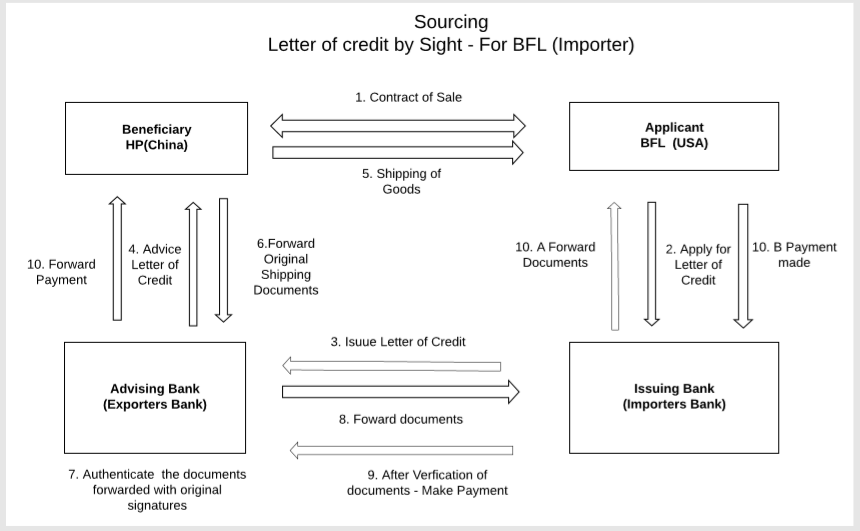 Sourcing
Letter of credit by Sight - For BFL (Importer)
1. Contract of Sale
Beneficiary
HP(China)
Applicant
BFL (USA)
5. Shipping of
Goods
10. Forward
Payment
4. Advice
Letter of
Credit
6.Forward
Original
Shipping
Documents
10. A Forward
Documents
2. Apply for
Letter of
Credit
10. B Payment
made
3. Isuue Letter of Credit
Advising Bank
(Exporters Bank)
Issuing Bank
(Importers Bank)
8. Foward documents
7. Authenticate the documents
forwarded with original
signatures
9. After Verfication of
documents - Make Payment